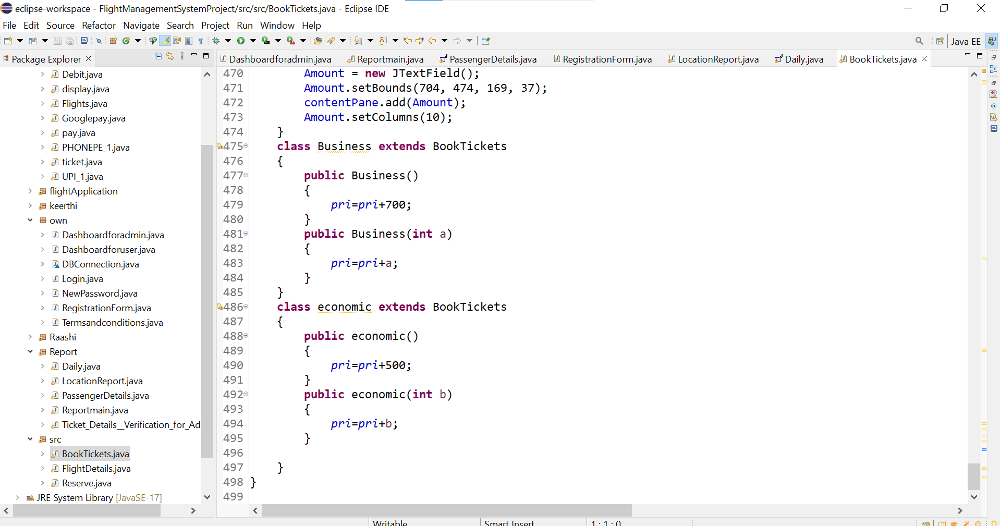 eclipse-workspace - FlightManagementSystemProject/src/src/BookTickets.java - Eclipse IDE
File Edit Source Refactor Navigate Search Project Run Window Help
Java EE
Package Explorer
Debit.java
display.java
Flights.java
Googlepay.java
pay.java
PHONEPE_1.java
ticket.java
UPI_1.java
flightApplication
keerthi
own
Dashboardforadmin.java
Dashboardforuser.java
DBConnection.java
Login.java
NewPassword.java
RegistrationForm.java
Termsandconditions.java
Raashi
Report
Daily.java
LocationReport.java
PassengerDetails.java
Reportmain.java
Ticket_Details__Verification_for_Ad
src
BookTickets.java
FlightDetails.java
Reserve.java
JRE System Library [JavaSE-17]
Dashboardforadmin.java Reportmain.java PassengerDetails.java RegistrationForm.java LocationReport.java Daily.java BookTickets.java
470 Amount = new JTextField();
471 Amount.setBounds(704, 474, 169, 37);
472 contentPane.add(Amount);
473 Amount.setColumns(10);
474 }
475 class Business extends BookTickets
476 {
477 public Business()
478 {
479 pri=pri+700;
480 }
481 public Business(int a)
482 {
483 pri=pri+a;
484 }
485 }
486 class economic extends BookTickets
487 {
488 public economic()
489 {
490 pri=pri+500;
491 }
492 public economic(int b)
493 {
494 pri=pri+b;
495 }
496
497 }
498 }
499
Writable Smart Insert 1 : 1 : 0